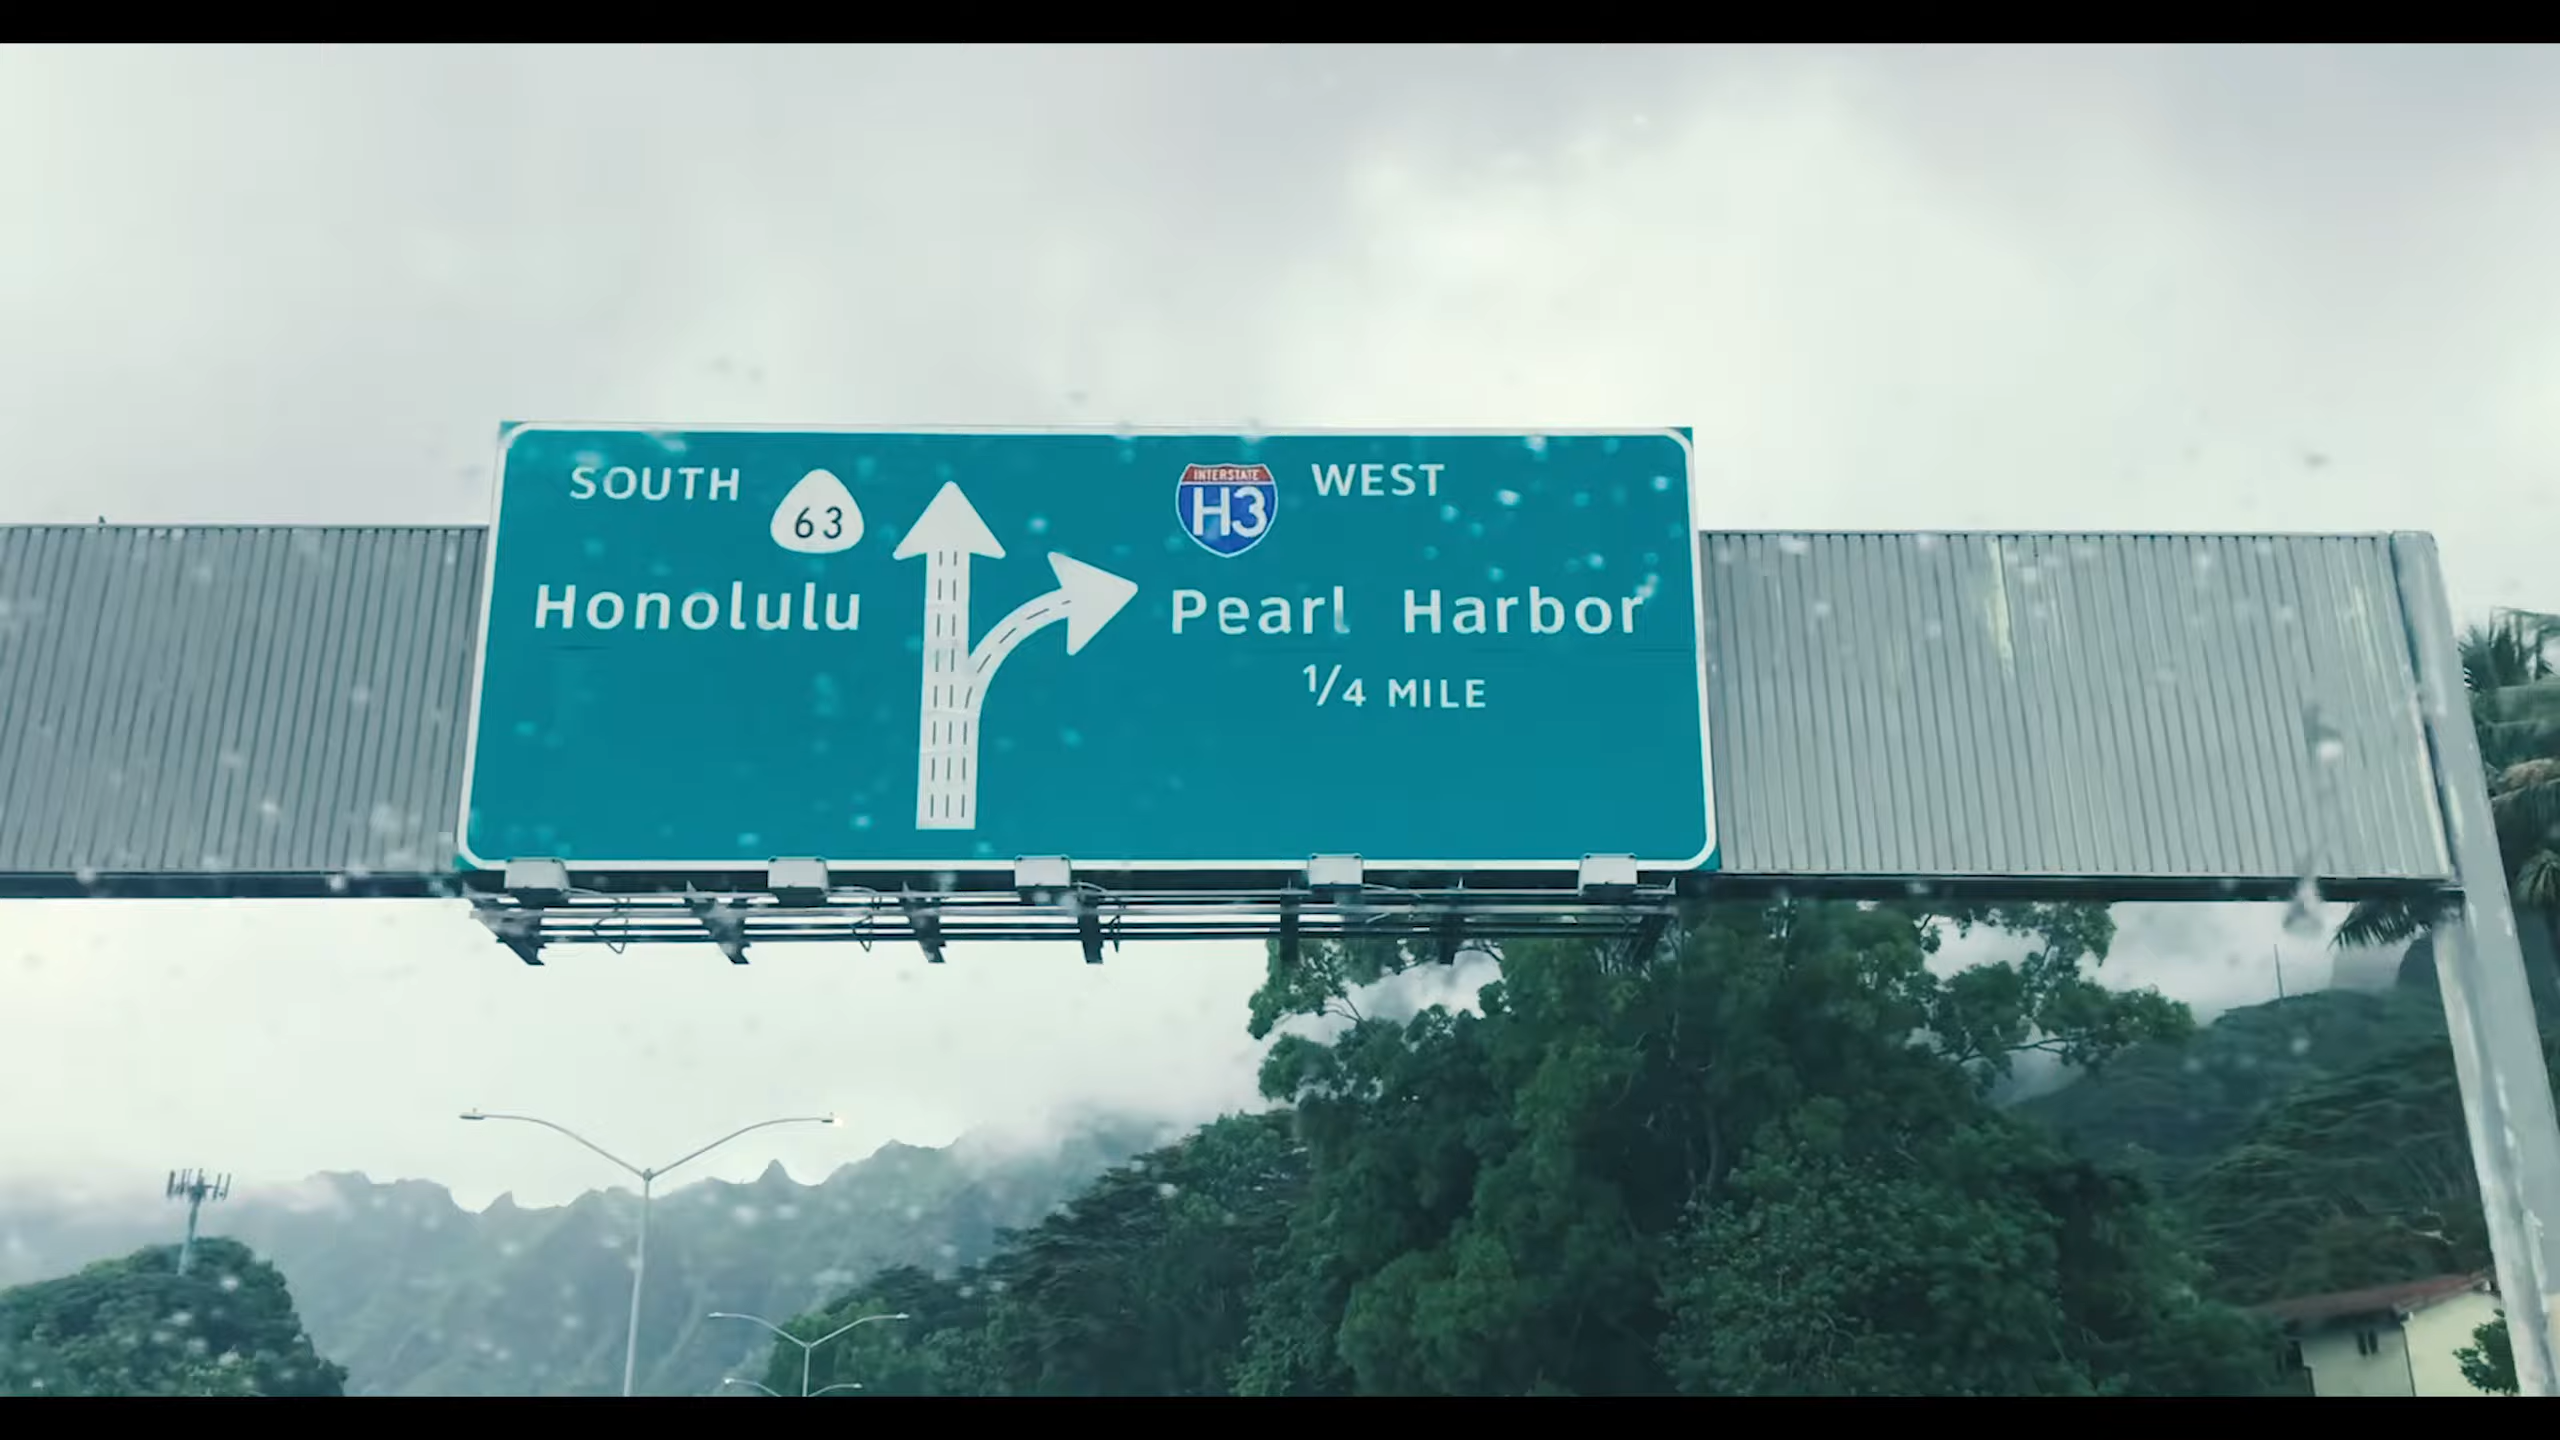 SOUTH 63
Honolulu
INTERSTATE
H3 WEST
Pearl Harbor
1/4 MILE